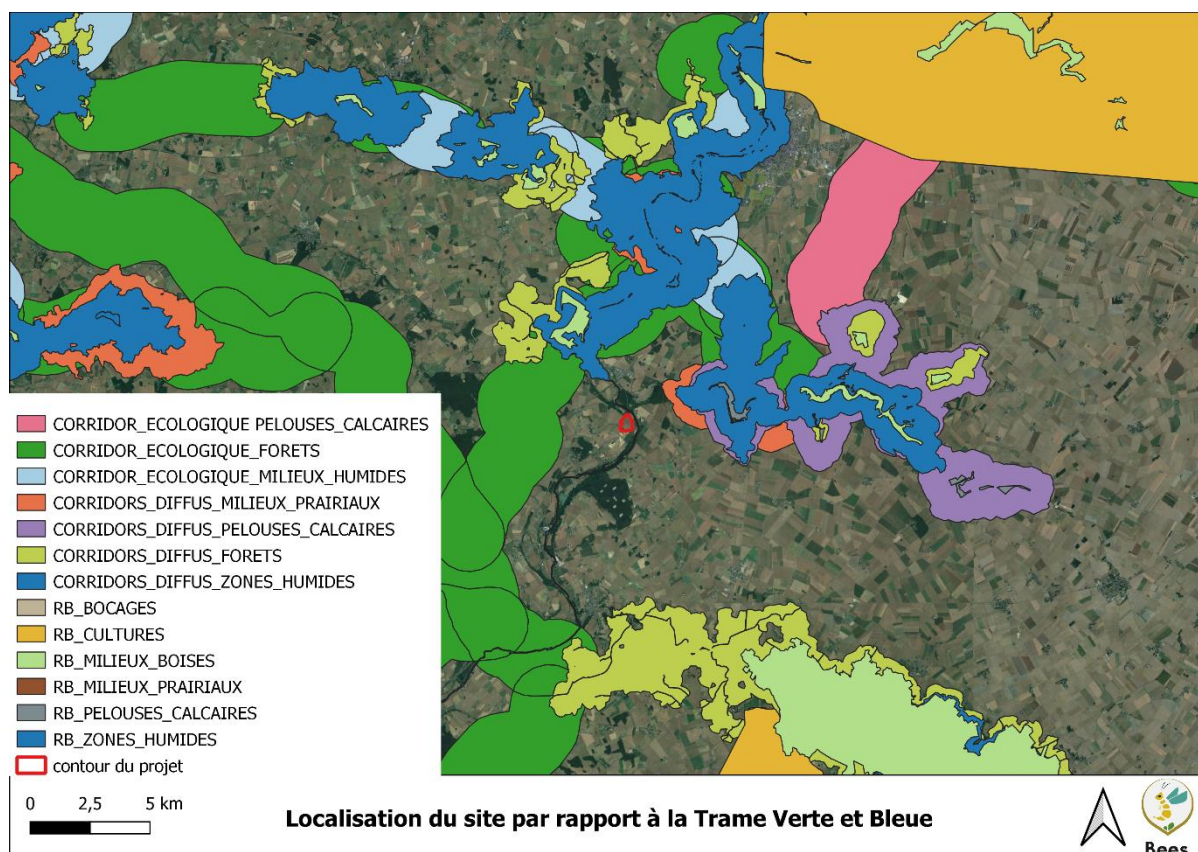 CORRIDOR_ECOLOGIQUE PELOUSES_CALCAIRES
CORRIDOR_ECOLOGIQUE_FORETS
CORRIDOR_ECOLOGIQUE_MILIEUX_HUMIDES
CORRIDORS_DIFFUS_MILIEUX_PRAIRIAUX
CORRIDORS_DIFFUS_PELOUSES_CALCAIRES
CORRIDORS_DIFFUS_FORETS
CORRIDORS_DIFFUS_ZONES_HUMIDES
RB_BOCAGES
RB_CULTURES
RB_MILIEUX_BOISES
RB_MILIEUX_PRAIRIAUX
RB_PELOUSES_CALCAIRES
RB_ZONES_HUMIDES
contour du projet
0 2,5 5 km
Localisation du site par rapport à la Trame Verte et Bleue
Bees